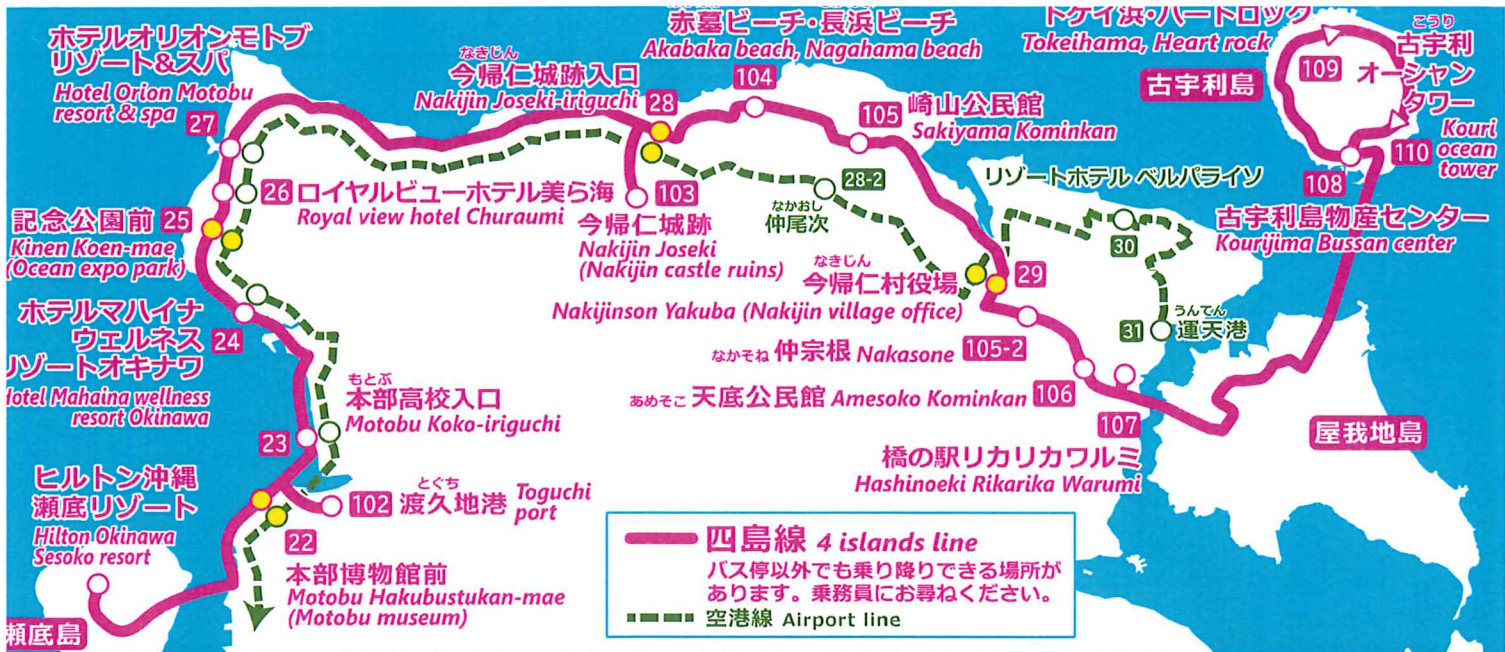 ホテルオリオンモトブ
リゾート&スパ
Hotel Orion Motobu
resort & spa
27
なきじん
今帰仁城跡入口
Nakijin Joseki-iriguchi
28
赤墓ビーチ・長浜ビーチ
Akabaka beach, Nagahama beach
104
105
崎山公民館
Sakiyama Kominkan
トケイ浜・ハートロック
Tokeihama, Heart rock
古宇利島
109
こうり
古宇利
オーシャン
タワー
Kouri
ocean
tower
110
108
古宇利島物産センター
Kourijima Bussan center
26
ロイヤルビューホテル美ら海
Royal view hotel Churaumi
103
今帰仁城跡
Nakijin Joseki
(Nakijin castle ruins)
28-2
なかおし
仲尾次
リゾートホテル ベルパライソ
30
うんてん
31
運天港
記念公園前
25
Kinen Koen-mae
(Ocean expo park)
なきじん
今帰仁村役場
29
Nakijinson Yakuba (Nakijin village office)
ホテルマハイナ
ウェルネス
リゾートオキナワ
24
Hotel Mahaina wellness
resort Okinawa
なかそね 仲宗根 Nakasone 105-2
あめそこ 天底公民館 Amesoko Kominkan 106
107
橋の駅リカリカワルミ
Hashinoeki Rikarika Warumi
屋我地島
もとぶ
本部高校入口
Motobu Koko-iriguchi
23
ヒルトン沖縄
瀬底リゾート
Hilton Okinawa
Sesoko resort
とぐち
102 渡久地港 Toguchi
port
22
本部博物館前
Motobu Hakubustukan-mae
(Motobu museum)
瀬底島
四島線 4 islands line
バス停以外でも乗り降りできる場所が
あります。乗務員にお尋ねください。
空港線 Airport line